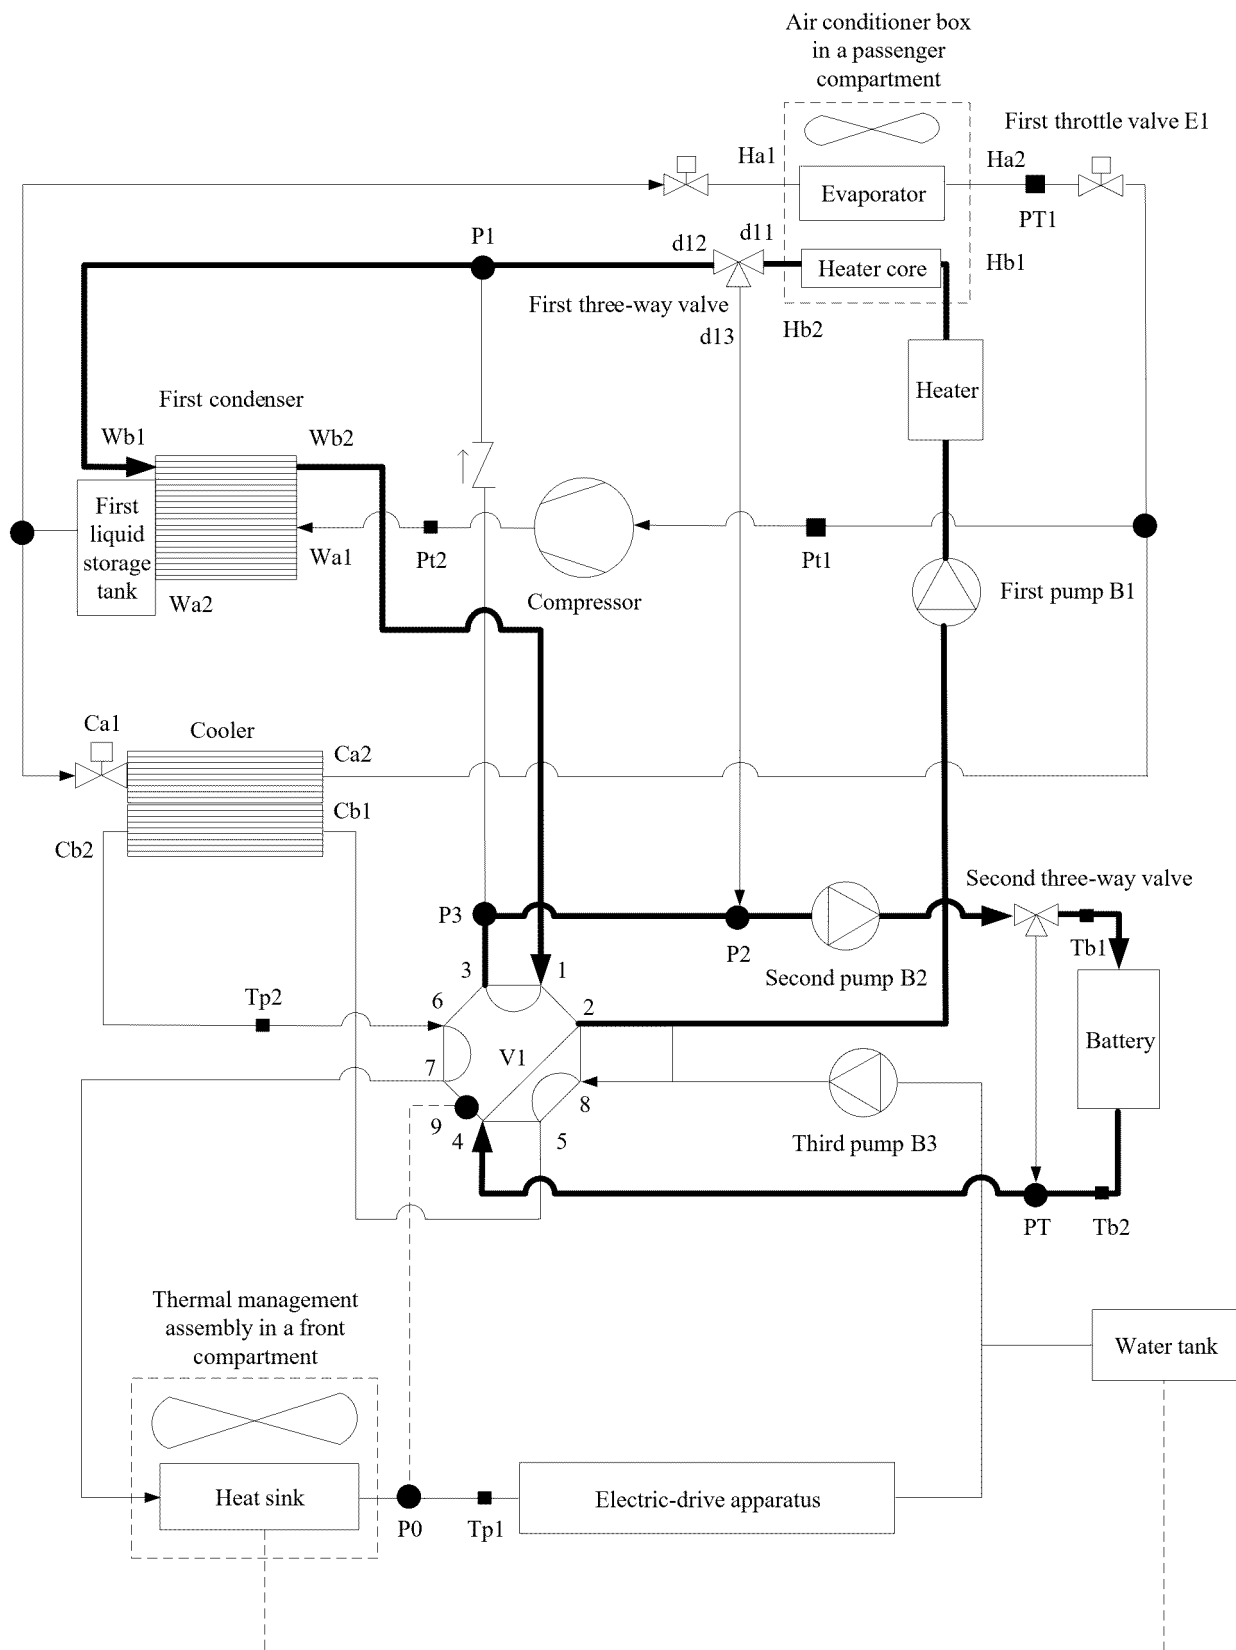 Air conditioner box
in a passenger
compartment
First throttle valve E1
Ha1
Ha2
Evaporator
PT1
P1
d12
d11
Heater core
Hb1
First three-way valve
Hb2
d13
Heater
First condenser
Wb1
Wb2
First
liquid
storage
tank
Wa1
Pt2
Pt1
Wa2
Compressor
First pump B1
Ca1
Cooler
Ca2
Cb1
Cb2
Second three-way valve
P3
P2
Tb1
Second pump B2
3
1
6
2
Tp2
7
V1
Battery
8
9
4
5
Third pump B3
PT
Tb2
Thermal management
assembly in a front
compartment
Water tank
Heat sink
Electric-drive apparatus
P0
Tp1